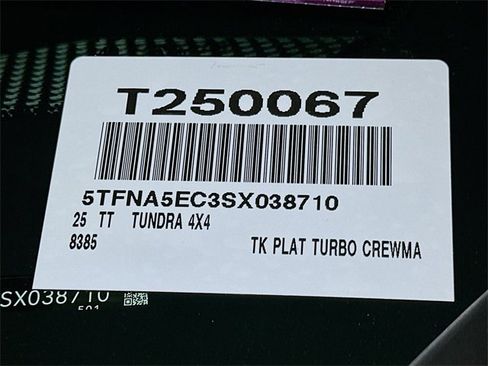 T250067
5TFNA5EC3SX038710
25 TT TUNDRA 4X4
8385 TK PLAT TURBO CREWMA
SX038710